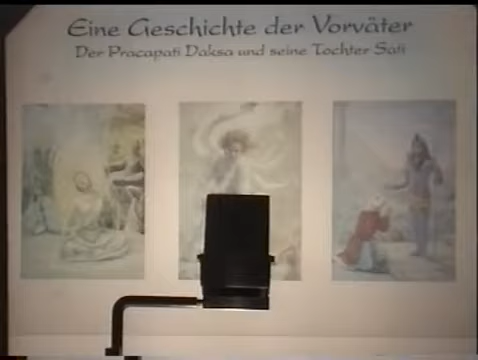 Eine Geschichte der Vorväter
Der Pracapati Daksa und seine Tochter Sati